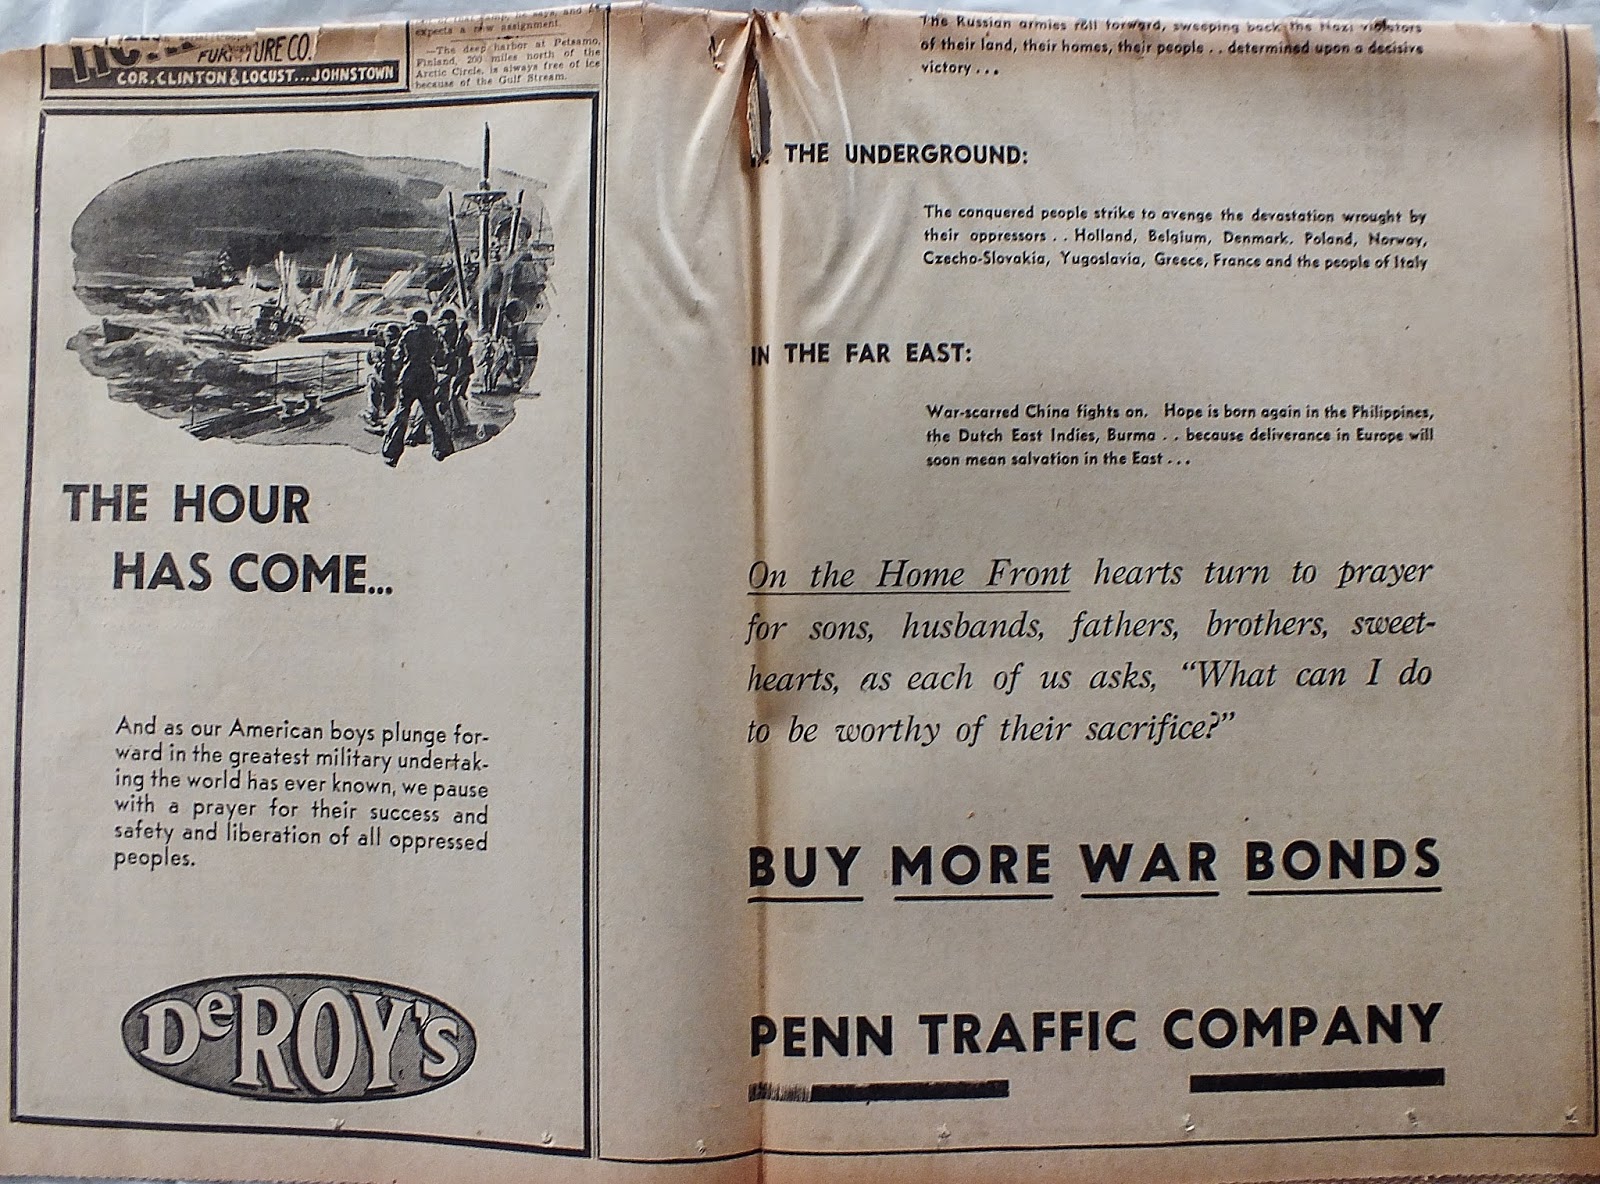 FURNITURE CO.
COR. CLINTON & LOCUST... JOHNSTOWN
expects a new assignment.
—The deep harbor at Petsamo,
Finland, 200 miles north of the
Arctic Circle, is always free of ice
because of the Gulf Stream.
THE HOUR
HAS COME...
And as our American boys plunge for-
ward in the greatest military undertak-
ing the world has ever known, we pause
with a prayer for their success and
safety and liberation of all oppressed
peoples.
DeROY'S
The Russian armies roll forward, sweeping back the Nazi violators
of their land, their homes, their people . . determined upon a decisive
victory . . .
THE UNDERGROUND:
The conquered people strike to avenge the devastation wrought by
their oppressors . . Holland, Belgium, Denmark, Poland, Norway,
Czecho-Slovakia, Yugoslavia, Greece, France and the people of Italy
IN THE FAR EAST:
War-scarred China fights on. Hope is born again in the Philippines,
the Dutch East Indies, Burma . . because deliverance in Europe will
soon mean salvation in the East . . .
On the Home Front hearts turn to prayer
for sons, husbands, fathers, brothers, sweet-
hearts, as each of us asks, “What can I do
to be worthy of their sacrifice?”
BUY MORE WAR BONDS
PENN TRAFFIC COMPANY